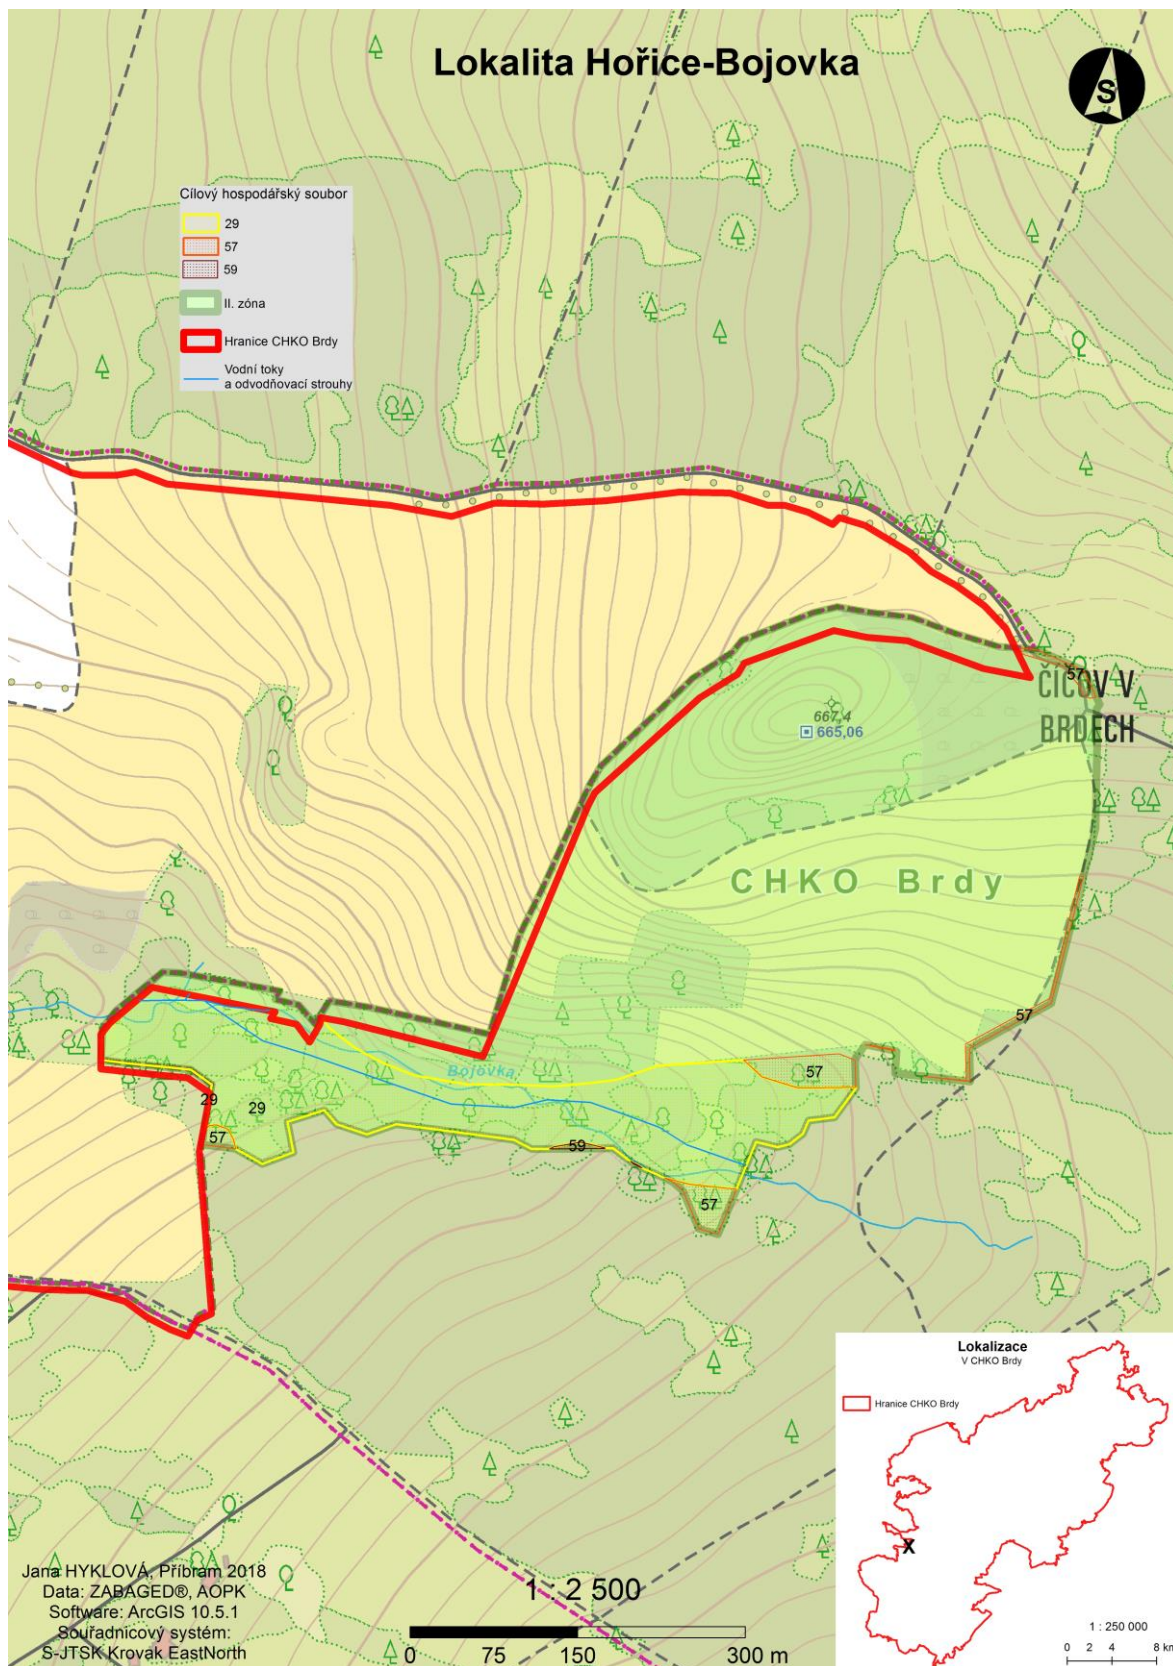 Lokalita Hořice-Bojovka
S
Cílový hospodářský soubor
29
57
59
II. zóna
Hranice CHKO Brdy
Vodní toky
a odvodňovací strouhy
57
ČÍČOV V
BRDECH
667,4
665,06
CHKO Brdy
57
Bojovka
57
29
29
57
59
57
Lokalizace
V CHKO Brdy
Hranice CHKO Brdy
X
1 : 250 000
0 2 4 8 km
Jana HYKLOVÁ, Příbram 2018
Data: ZABAGED®, AOPK
Software: ArcGIS 10.5.1
Souřadnicový systém:
S-JTSK Krovak EastNorth
1 : 2 500
0 75 150 300 m